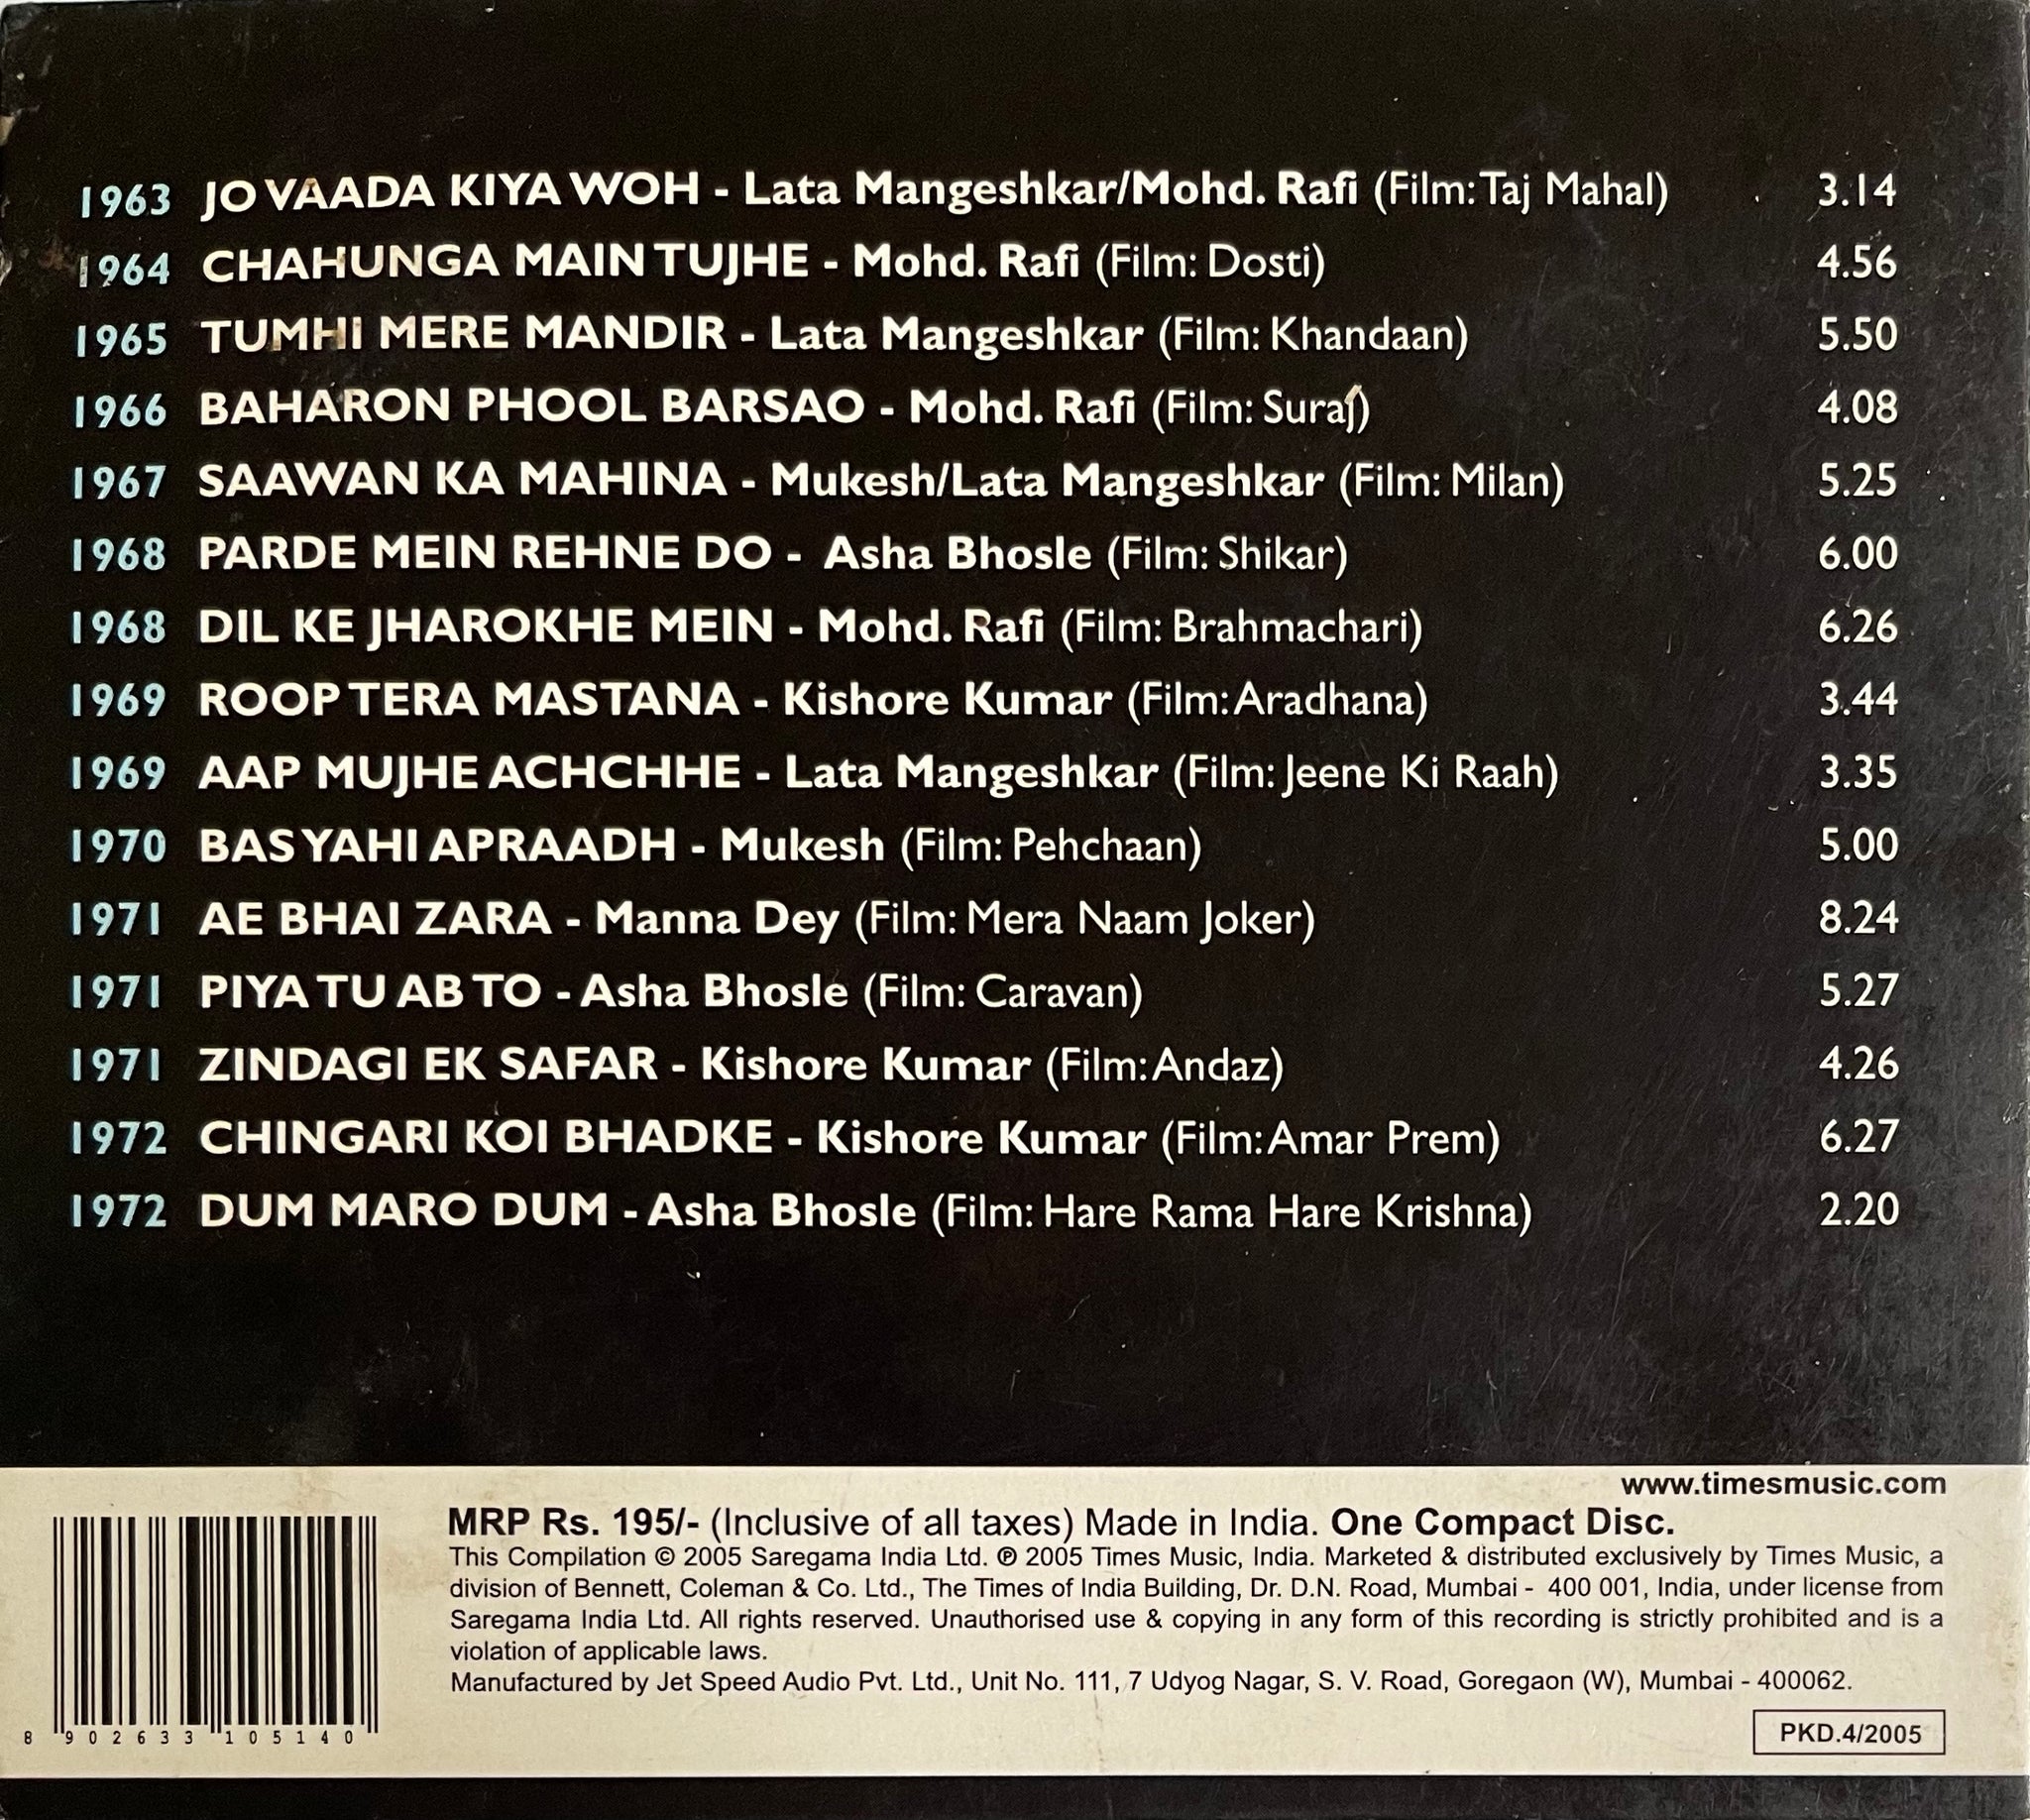 1963 JO VAADA KIYA WOH - Lata Mangeshkar/Mohd. Rafi (Film: Taj Mahal) 3.14
1964 CHAHUNGA MAIN TUJHE - Mohd. Rafi (Film: Dosti) 4.56
1965 TUMHI MERE MANDIR - Lata Mangeshkar (Film: Khandaan) 5.50
1966 BAHARON PHOOL BARSAO - Mohd. Rafi (Film: Suraj) 4.08
1967 SAAWAN KA MAHINA - Mukesh/Lata Mangeshkar (Film: Milan) 5.25
1968 PARDE MEIN REHNE DO - Asha Bhosle (Film: Shikar) 6.00
1968 DIL KE JHAROKHE MEIN - Mohd. Rafi (Film: Brahmachari) 6.26
1969 ROOP TERA MASTANA - Kishore Kumar (Film: Aradhana) 3.44
1969 AAP MUJHE ACHCHHE - Lata Mangeshkar (Film: Jeene Ki Raah) 3.35
1970 BAS YAHI APRAADH - Mukesh (Film: Pehchaan) 5.00
1971 AE BHAI ZARA - Manna Dey (Film: Mera Naam Joker) 8.24
1971 PIYA TU AB TO - Asha Bhosle (Film: Caravan) 5.27
1971 ZINDAGI EK SAFAR - Kishore Kumar (Film: Andaz) 4.26
1972 CHINGARI KOI BHADKE - Kishore Kumar (Film: Amar Prem) 6.27
1972 DUM MARO DUM - Asha Bhosle (Film: Hare Rama Hare Krishna) 2.20
www.timesmusic.com
MRP Rs. 195/- (Inclusive of all taxes) Made in India. One Compact Disc.
This Compilation © 2005 Saregama India Ltd. ℗ 2005 Times Music, India. Marketed & distributed exclusively by Times Music, a
division of Bennett, Coleman & Co. Ltd., The Times of India Building, Dr. D.N. Road, Mumbai - 400 001, India, under license from
Saregama India Ltd. All rights reserved. Unauthorised use & copying in any form of this recording is strictly prohibited and is a
violation of applicable laws.
Manufactured by Jet Speed Audio Pvt. Ltd., Unit No. 111, 7 Udyog Nagar, S. V. Road, Goregaon (W), Mumbai - 400062.
8 902633 105140
PKD.4/2005